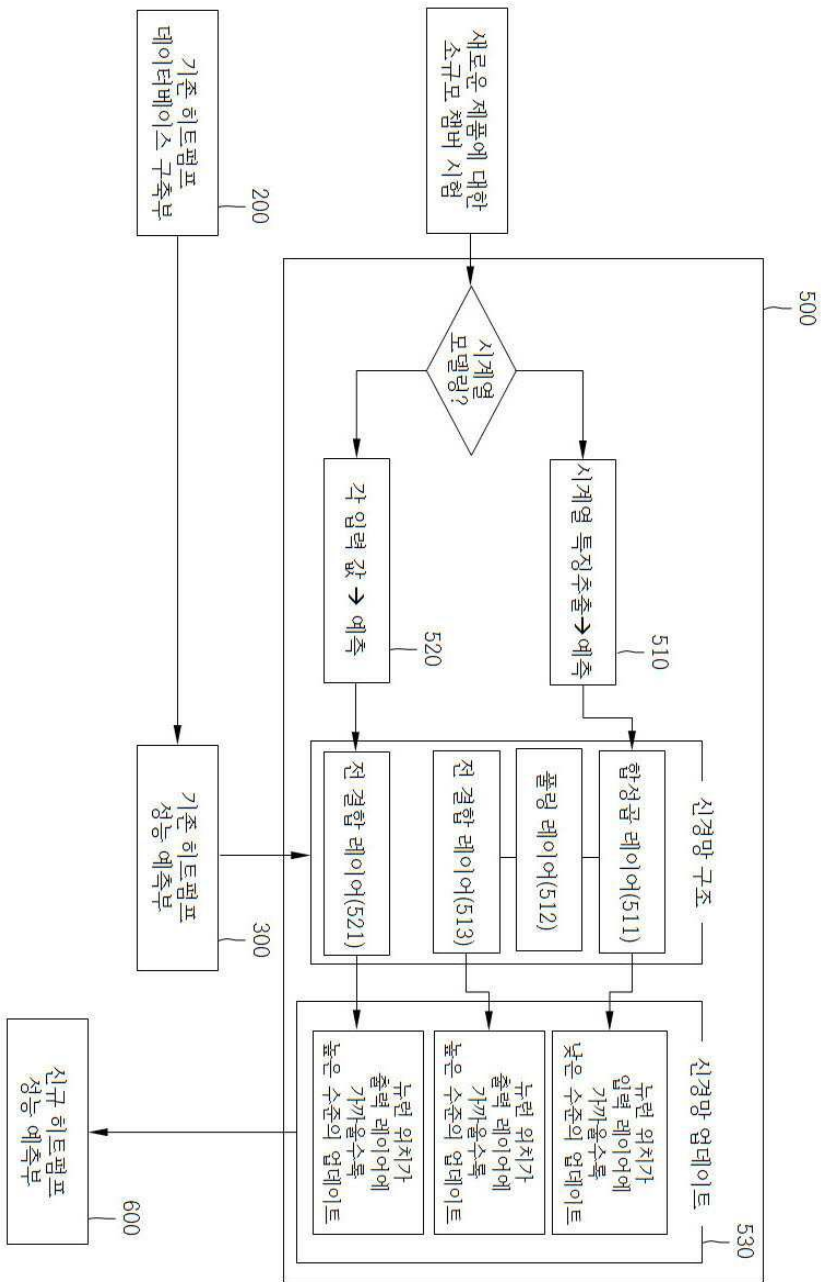 500
새로운 제품에 대한
소규모 챔버 시험
시계열
모델링?
510
시계열 특징추출→예측
520
각 입력 값 → 예측
신경망 구조
합성곱 레이어(511)
풀링 레이어(512)
전 결합 레이어(513)
전 결합 레이어(521)
신경망 업데이트
530
뉴런 위치가
입력 레이어에
가까울수록
낮은 수준의 업데이트
뉴런 위치가
출력 레이어에
가까울수록
높은 수준의 업데이트
뉴런 위치가
출력 레이어에
가까울수록
높은 수준의 업데이트
200
기존 히트펌프
데이터베이스 구축부
300
기존 히트펌프
성능 예측부
600
신규 히트펌프
성능 예측부